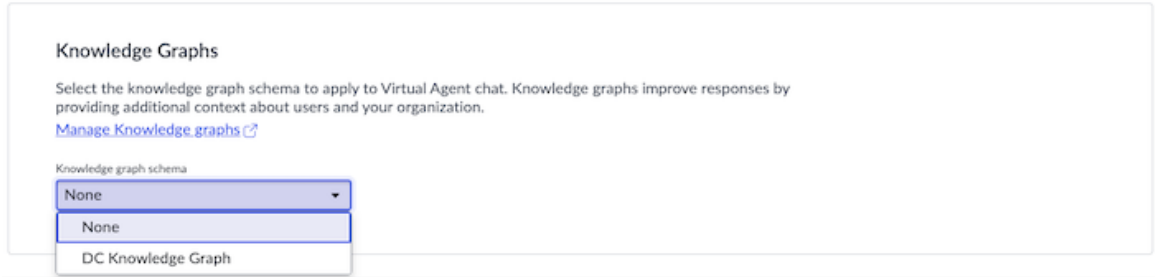 Knowledge Graphs
Select the knowledge graph schema to apply to Virtual Agent chat. Knowledge graphs improve responses by
providing additional context about users and your organization.
Manage Knowledge graphs
Knowledge graph schema
None
None
DC Knowledge Graph